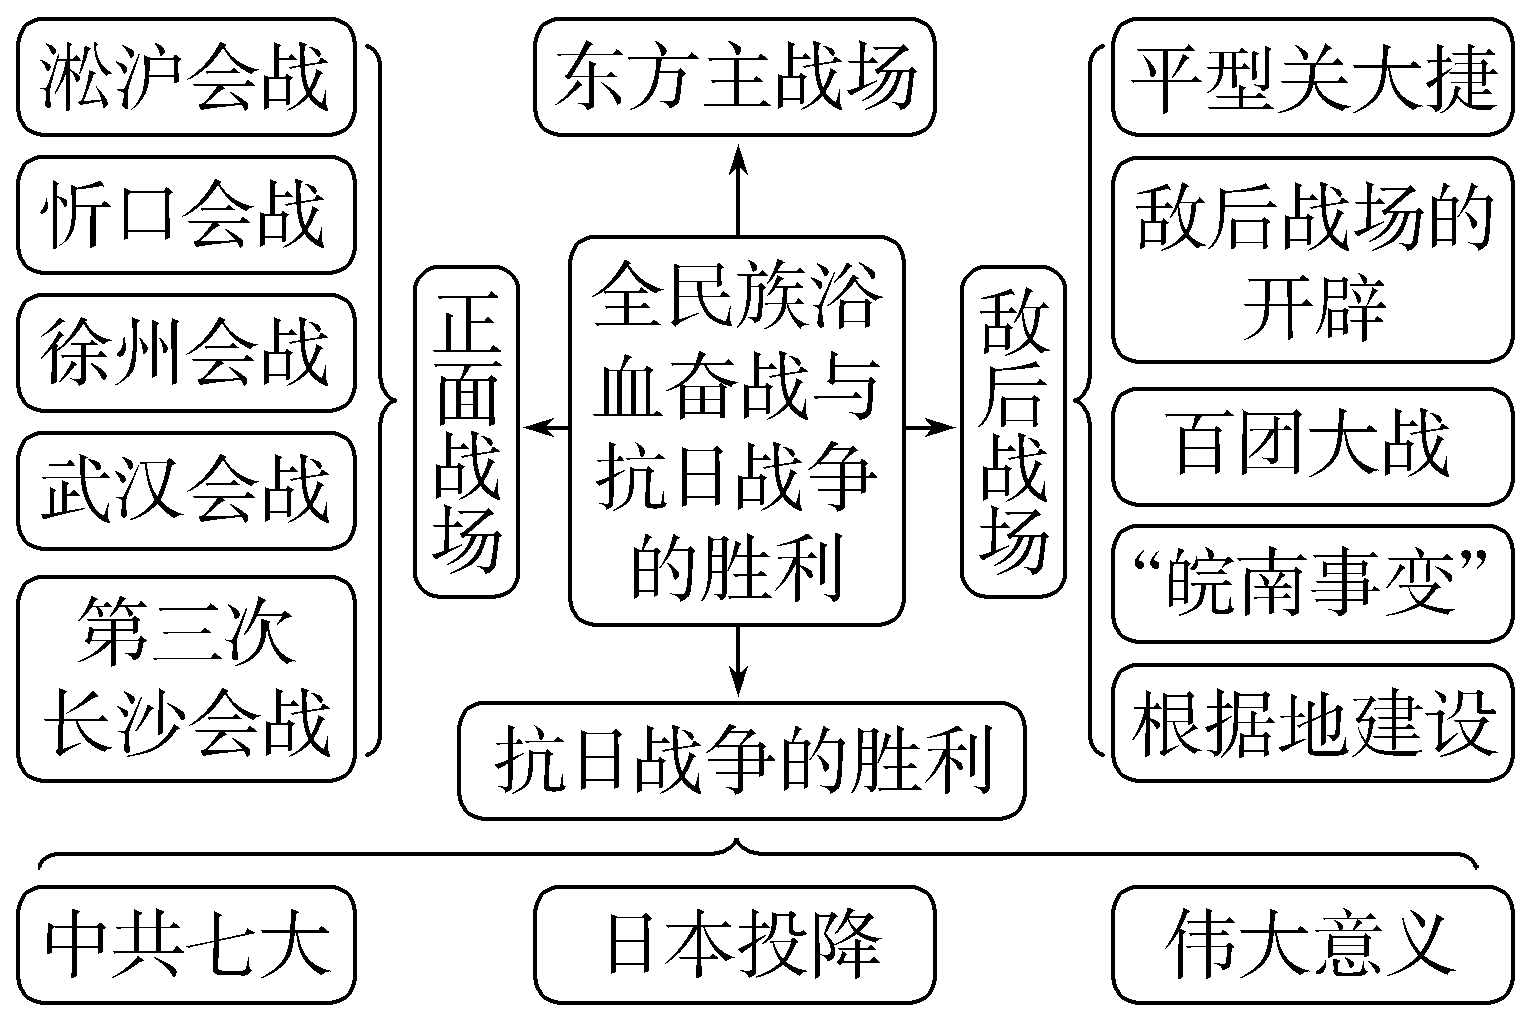 淞沪会战
忻口会战
徐州会战
武汉会战
第三次
长沙会战
正面战场
东方主战场
全民族浴
血奋战与
抗日战争
的胜利
抗日战争的胜利
敌后战场
平型关大捷
敌后战场的
开辟
百团大战
“皖南事变”
根据地建设
中共七大
日本投降
伟大意义